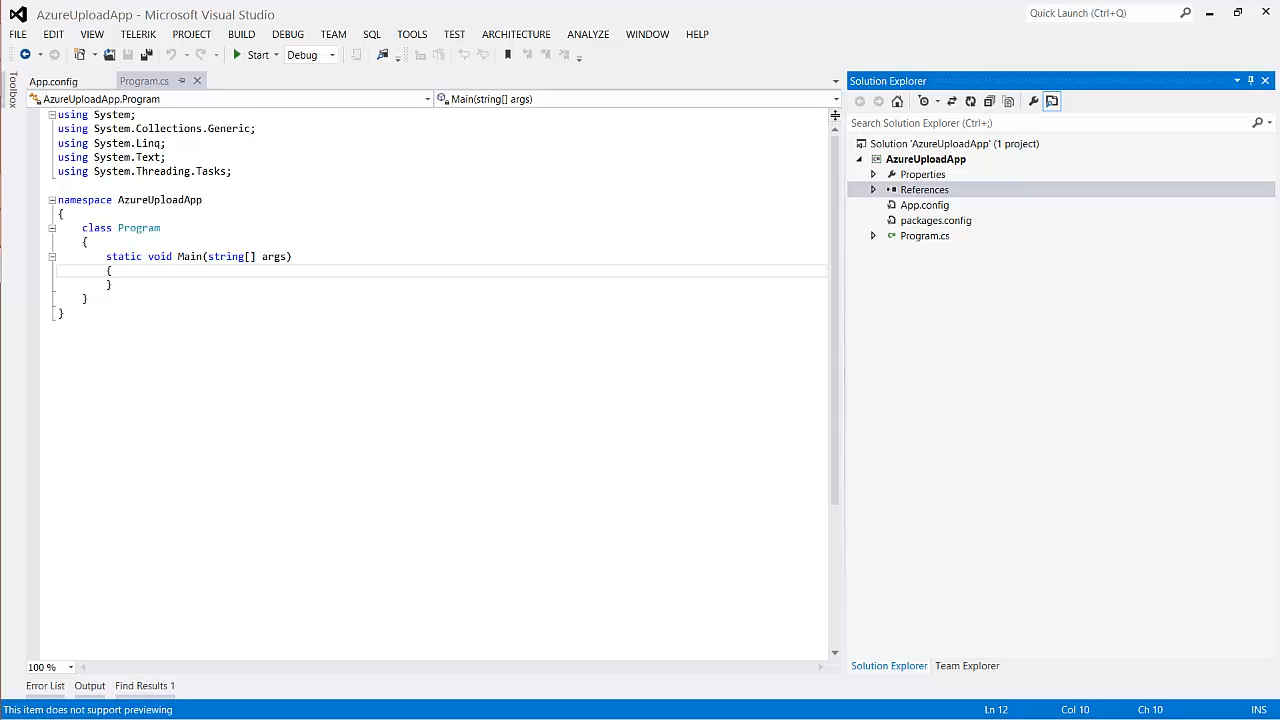 AzureUploadApp - Microsoft Visual Studio
Quick Launch (Ctrl+Q)
FILE EDIT VIEW TELERIK PROJECT BUILD DEBUG TEAM SQL TOOLS TEST ARCHITECTURE ANALYZE WINDOW HELP
Start Debug
Toolbox
App.config Program.cs
AzureUploadApp.Program Main(string[] args)
using System;
using System.Collections.Generic;
using System.Linq;
using System.Text;
using System.Threading.Tasks;
namespace AzureUploadApp
{
class Program
{
static void Main(string[] args)
{
}
}
}
100 %
Solution Explorer
Search Solution Explorer (Ctrl+;)
Solution 'AzureUploadApp' (1 project)
AzureUploadApp
Properties
References
App.config
packages.config
Program.cs
Solution Explorer Team Explorer
Error List Output Find Results 1
This item does not support previewing Ln 12 Col 10 Ch 10 INS